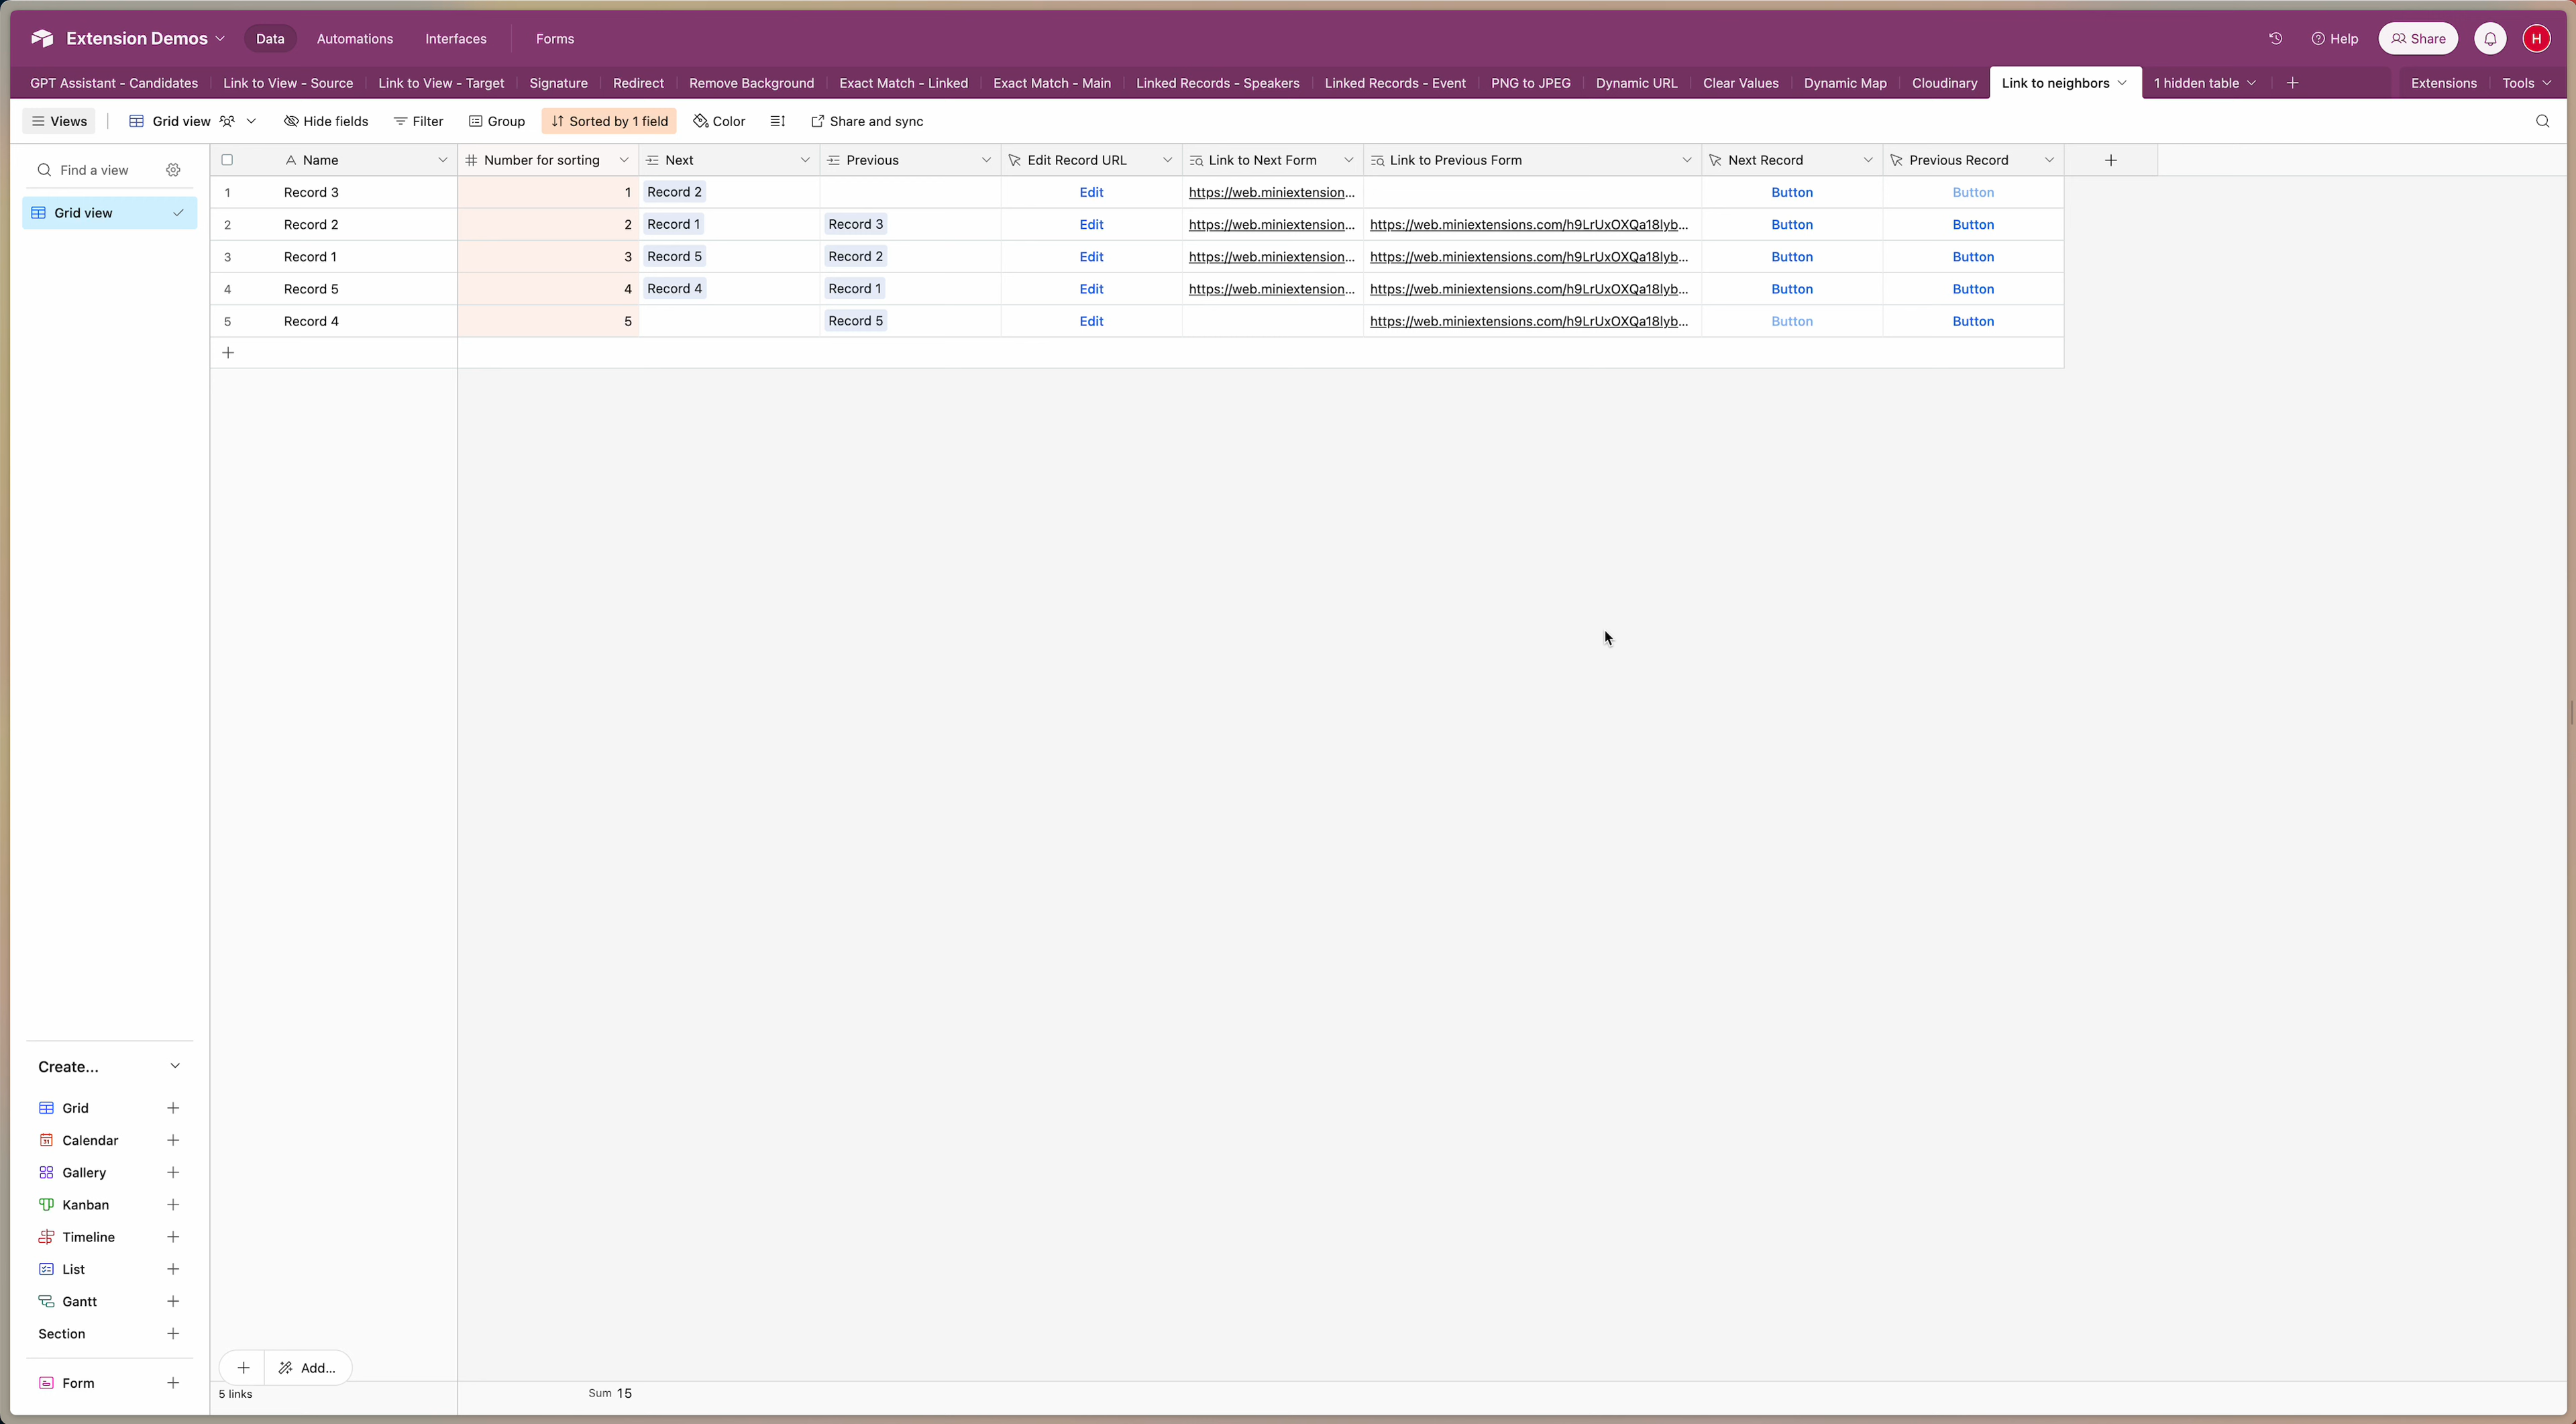 Extension Demos Data Automations Interfaces Forms Help Share H
GPT Assistant - Candidates Link to View - Source Link to View - Target Signature Redirect Remove Background Exact Match - Linked Exact Match - Main Linked Records - Speakers Linked Records - Event PNG to JPEG Dynamic URL Clear Values Dynamic Map Cloudinary Link to neighbors 1 hidden table Extensions Tools
Views Grid view Hide fields Filter Group Sorted by 1 field Color Share and sync
Find a view
Grid view
Name Number for sorting Next Previous Edit Record URL Link to Next Form Link to Previous Form Next Record Previous Record
1 Record 3 1 Record 2 Edit https://web.miniextension... Button Button
2 Record 2 2 Record 1 Record 3 Edit https://web.miniextension... https://web.miniextensions.com/h9LrUxOXQa18lyb... Button Button
3 Record 1 3 Record 5 Record 2 Edit https://web.miniextension... https://web.miniextensions.com/h9LrUxOXQa18lyb... Button Button
4 Record 5 4 Record 4 Record 1 Edit https://web.miniextension... https://web.miniextensions.com/h9LrUxOXQa18lyb... Button Button
5 Record 4 5 Record 5 Edit https://web.miniextensions.com/h9LrUxOXQa18lyb... Button Button
Create...
Grid
Calendar
Gallery
Kanban
Timeline
List
Gantt
Section
Form
Add...
5 links Sum 15